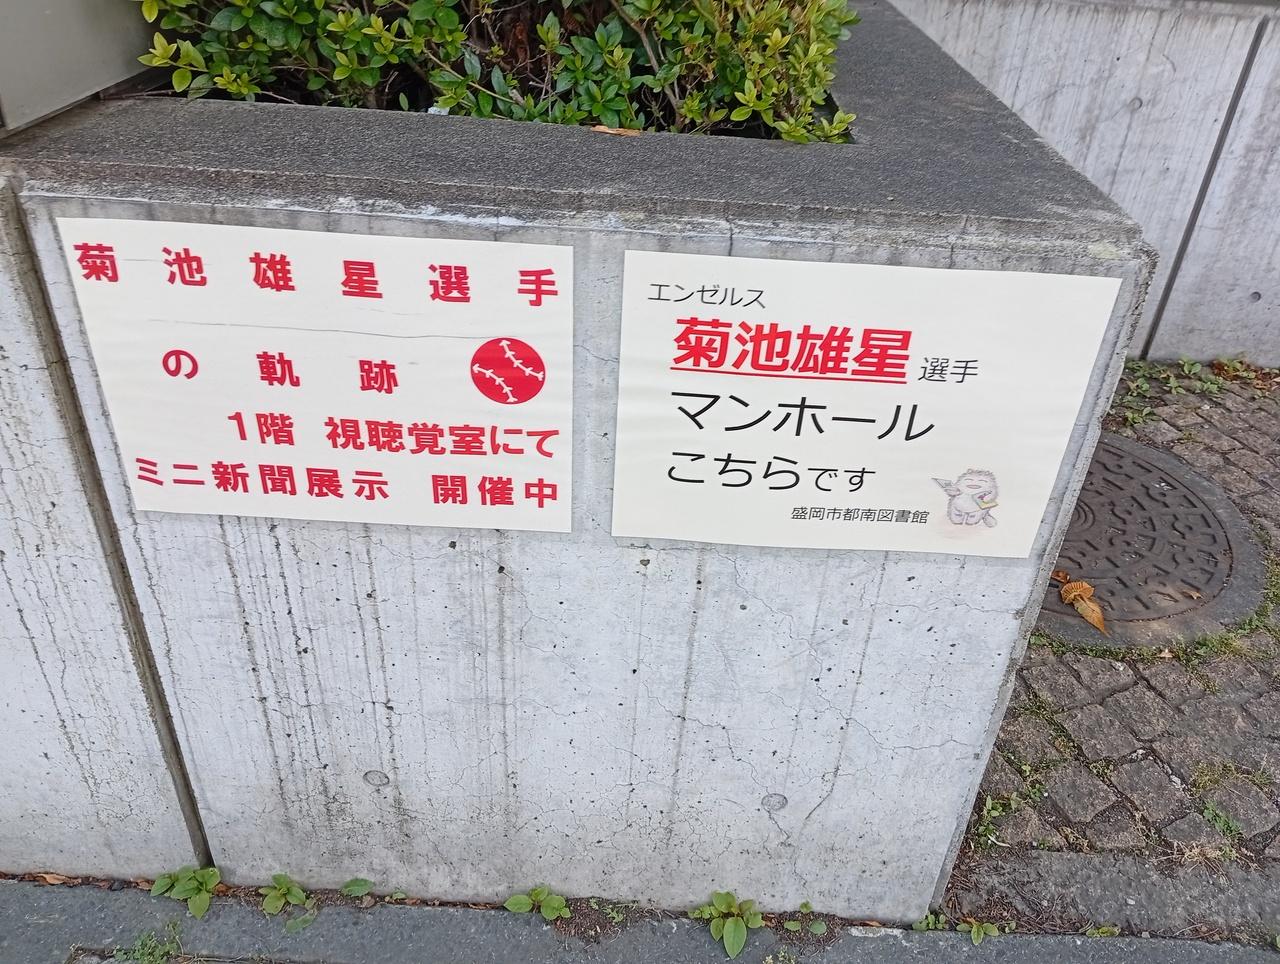 菊池雄星選手
の軌跡
1階 視聴覚室にて
ミニ新聞展示 開催中
エンゼルス
菊池雄星選手
マンホール
こちらです
盛岡市都南図書館